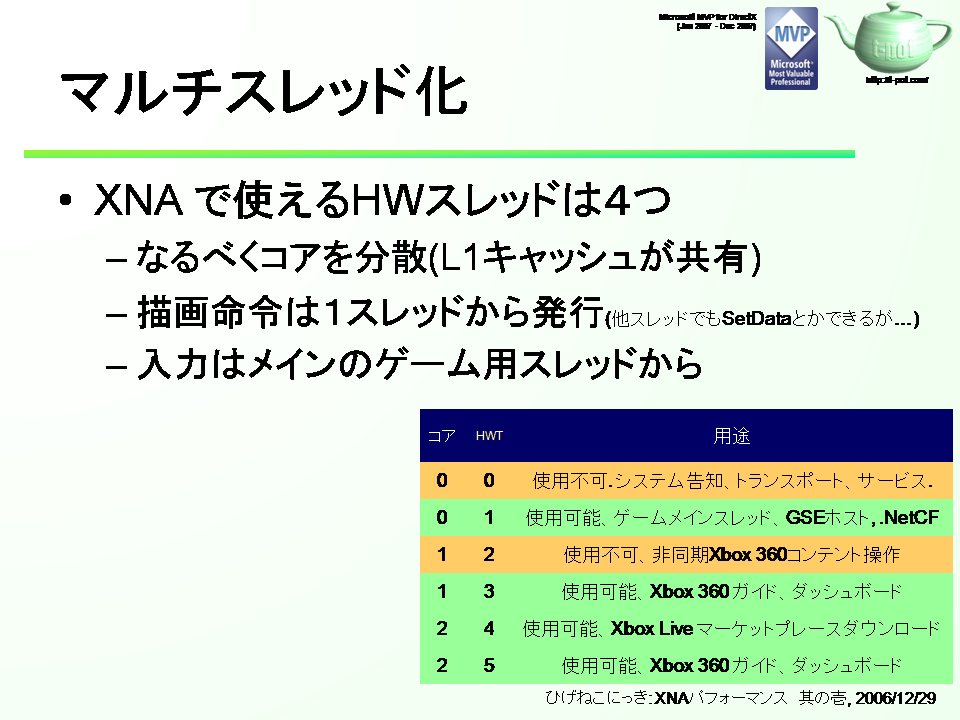 Microsoft MVP for DirectX
(Jan 2007 - Dec 2007)
MVP
Microsoft®
Most Valuable
Professional
t-pot
http://t-pot.com/
マルチスレッド化
• XNA で使えるHWスレッドは４つ
– なるべくコアを分散(L1キャッシュが共有)
– 描画命令は１スレッドから発行(他スレッドでもSetDataとかできるが…)
– 入力はメインのゲーム用スレッドから
コア HWT 用途
0 0 使用不可.システム告知、トランスポート、サービス.
0 1 使用可能、ゲームメインスレッド、GSEホスト, .NetCF
1 2 使用不可、非同期Xbox 360コンテント操作
1 3 使用可能、Xbox 360 ガイド、ダッシュボード
2 4 使用可能、Xbox Live マーケットプレースダウンロード
2 5 使用可能、Xbox 360 ガイド、ダッシュボード
ひげねこにっき:XNAパフォーマンス　其の壱, 2006/12/29